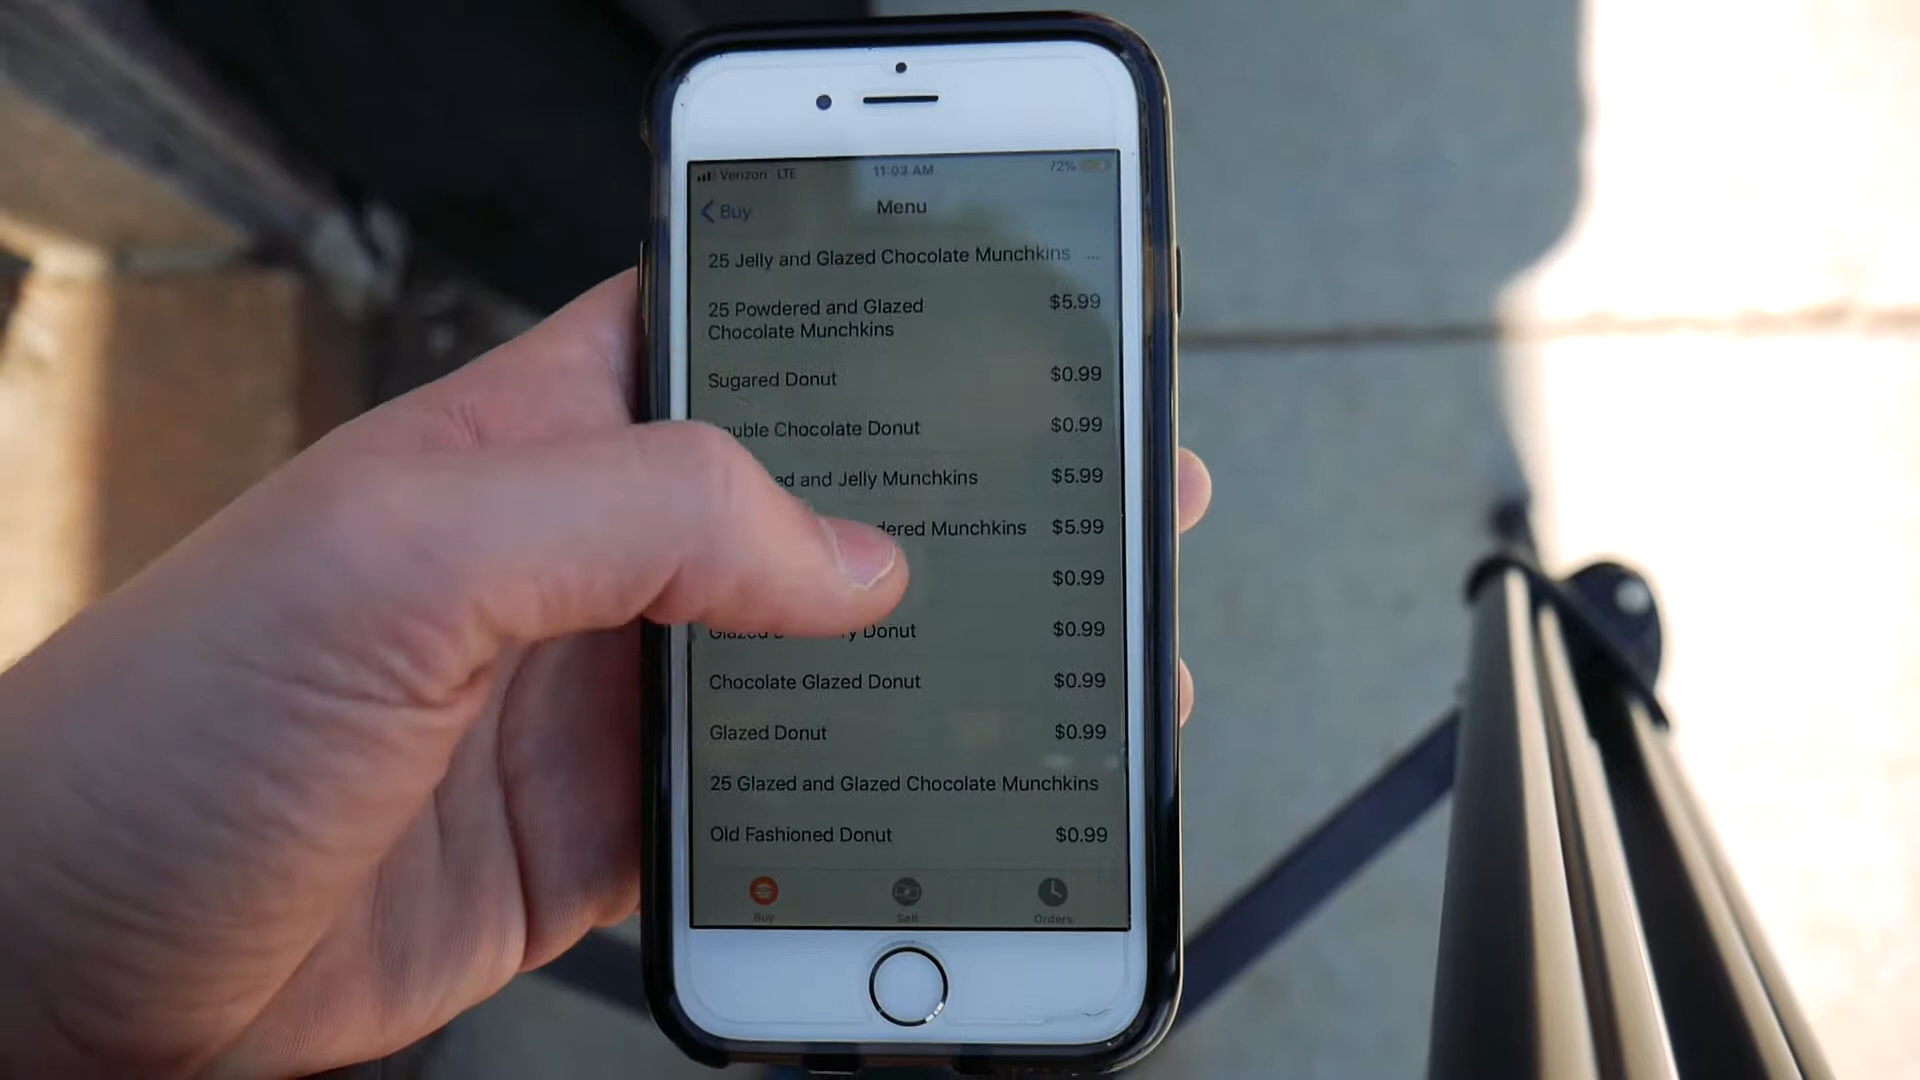 Verizon LTE 11:03 AM 72%
Buy Menu
25 Jelly and Glazed Chocolate Munchkins ...
25 Powdered and Glazed $5.99
Chocolate Munchkins
Sugared Donut $0.99
Chocolate Donut $0.99
and Jelly Munchkins $5.99
Munchkins $5.99
$0.99
Donut $0.99
Chocolate Glazed Donut $0.99
Glazed Donut $0.99
25 Glazed and Glazed Chocolate Munchkins
Old Fashioned Donut $0.99
Buy Sell Orders